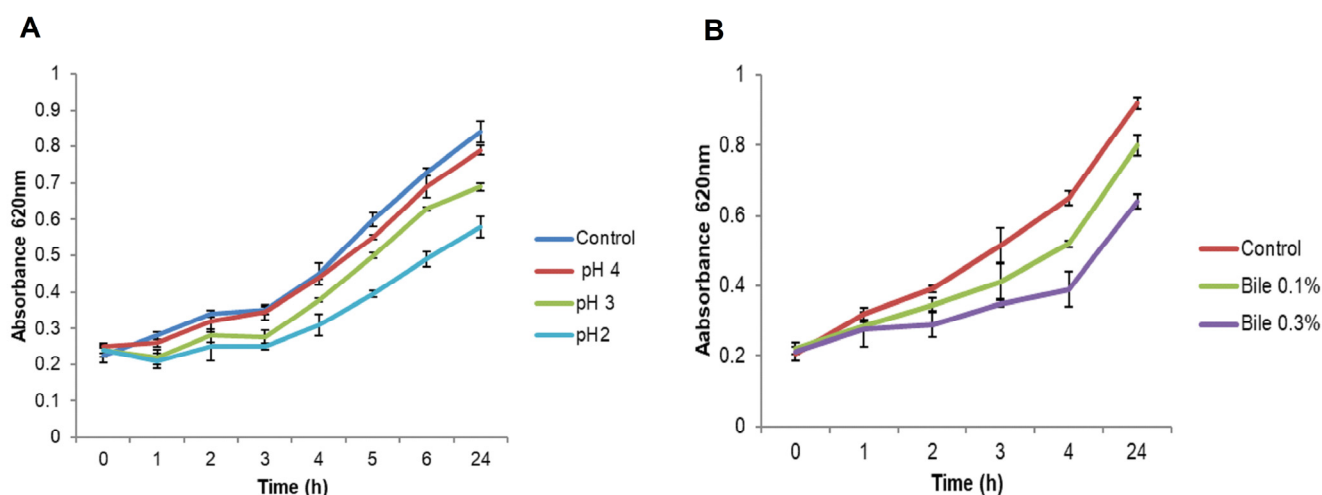 A
1
0.9
0.8
0.7
0.6
0.5
0.4
0.3
0.2
0.1
0
Absorbance 620nm
0 1 2 3 4 5 6 24
Time (h)
Control
pH 4
pH 3
pH2
B
1
0.8
0.6
0.4
0.2
0
Aabsorbance 620nm
0 1 2 3 4 24
Time (h)
Control
Bile 0.1%
Bile 0.3%